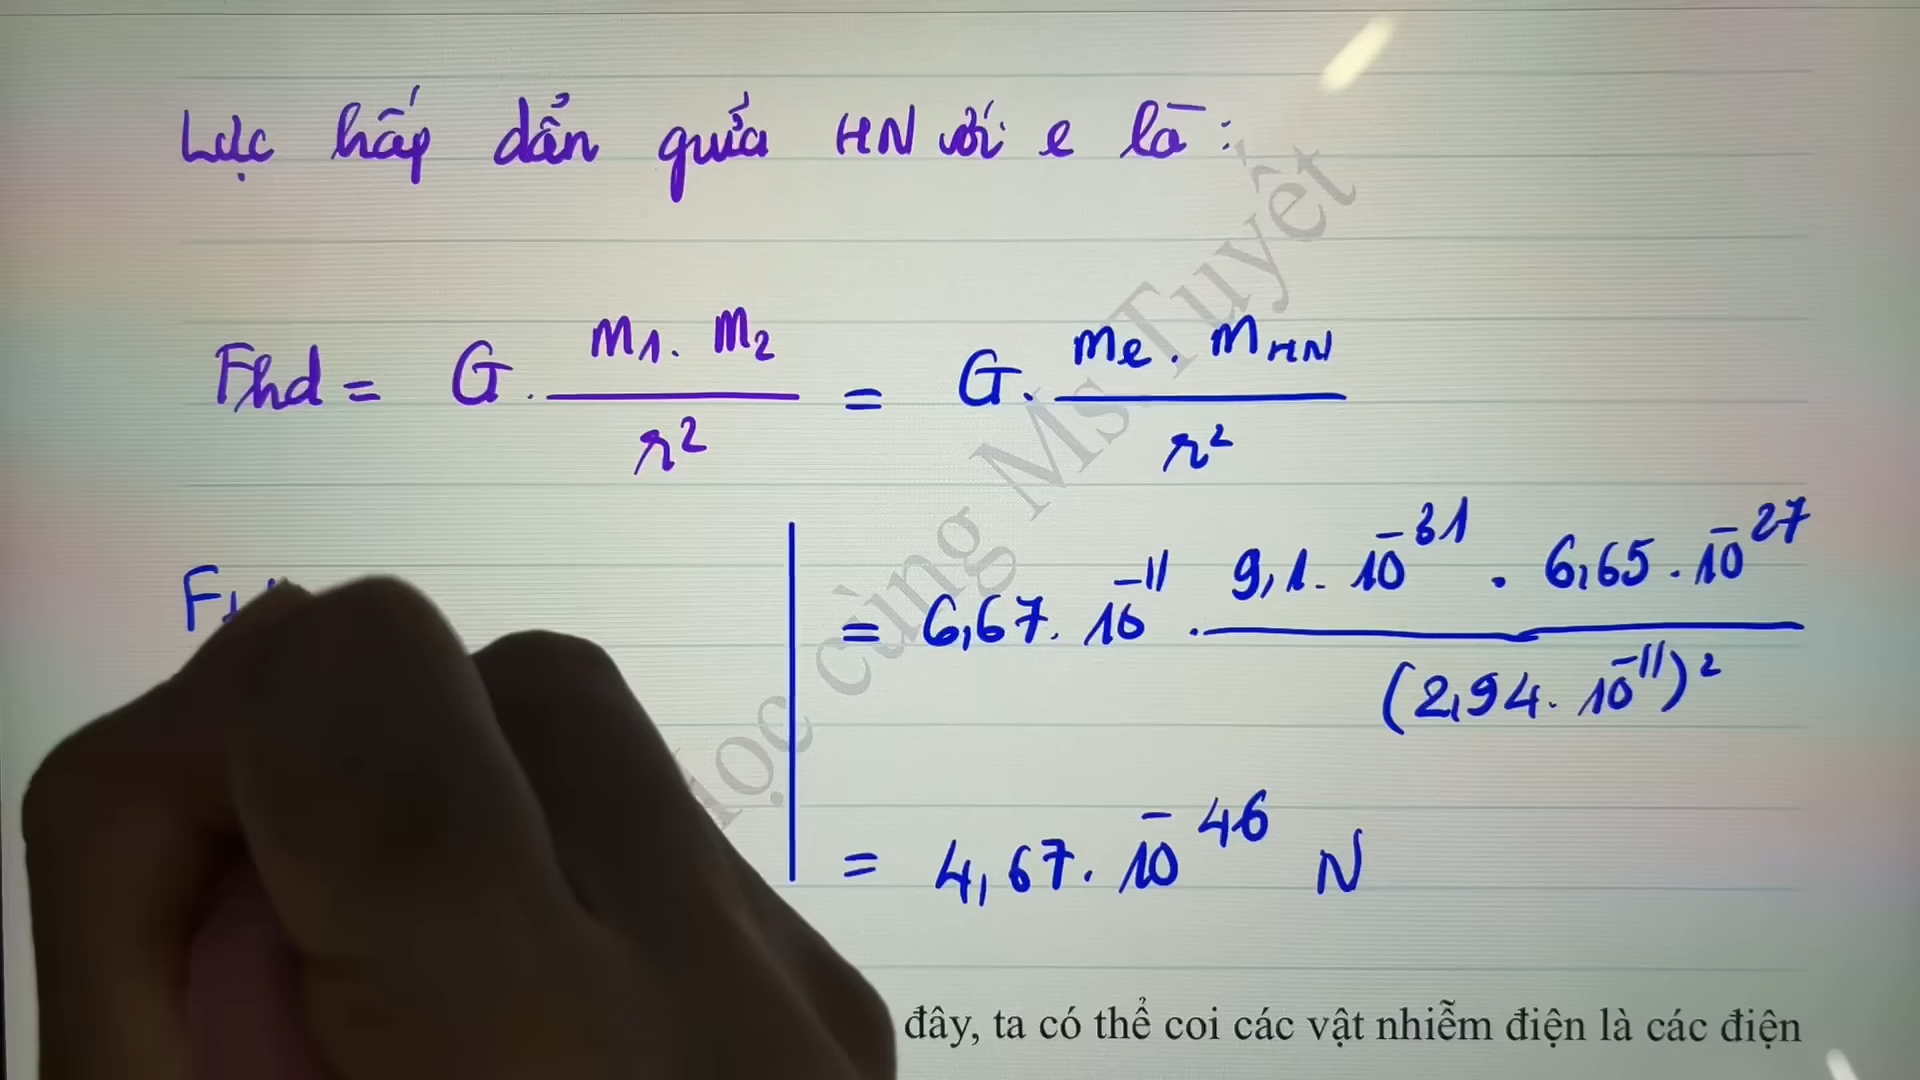 Lực hấp dẫn giữa HN với e là:
Fhd = G. m1. m2 / r² = G. me. mHN / r²
= 6,67. 10^-11 . 9,1. 10^-31 . 6,65. 10^-27 / (2,94. 10^-11)²
= 4,67. 10^-46 N
Học cùng Ms Tuyết
đây, ta có thể coi các vật nhiễm điện là các điện